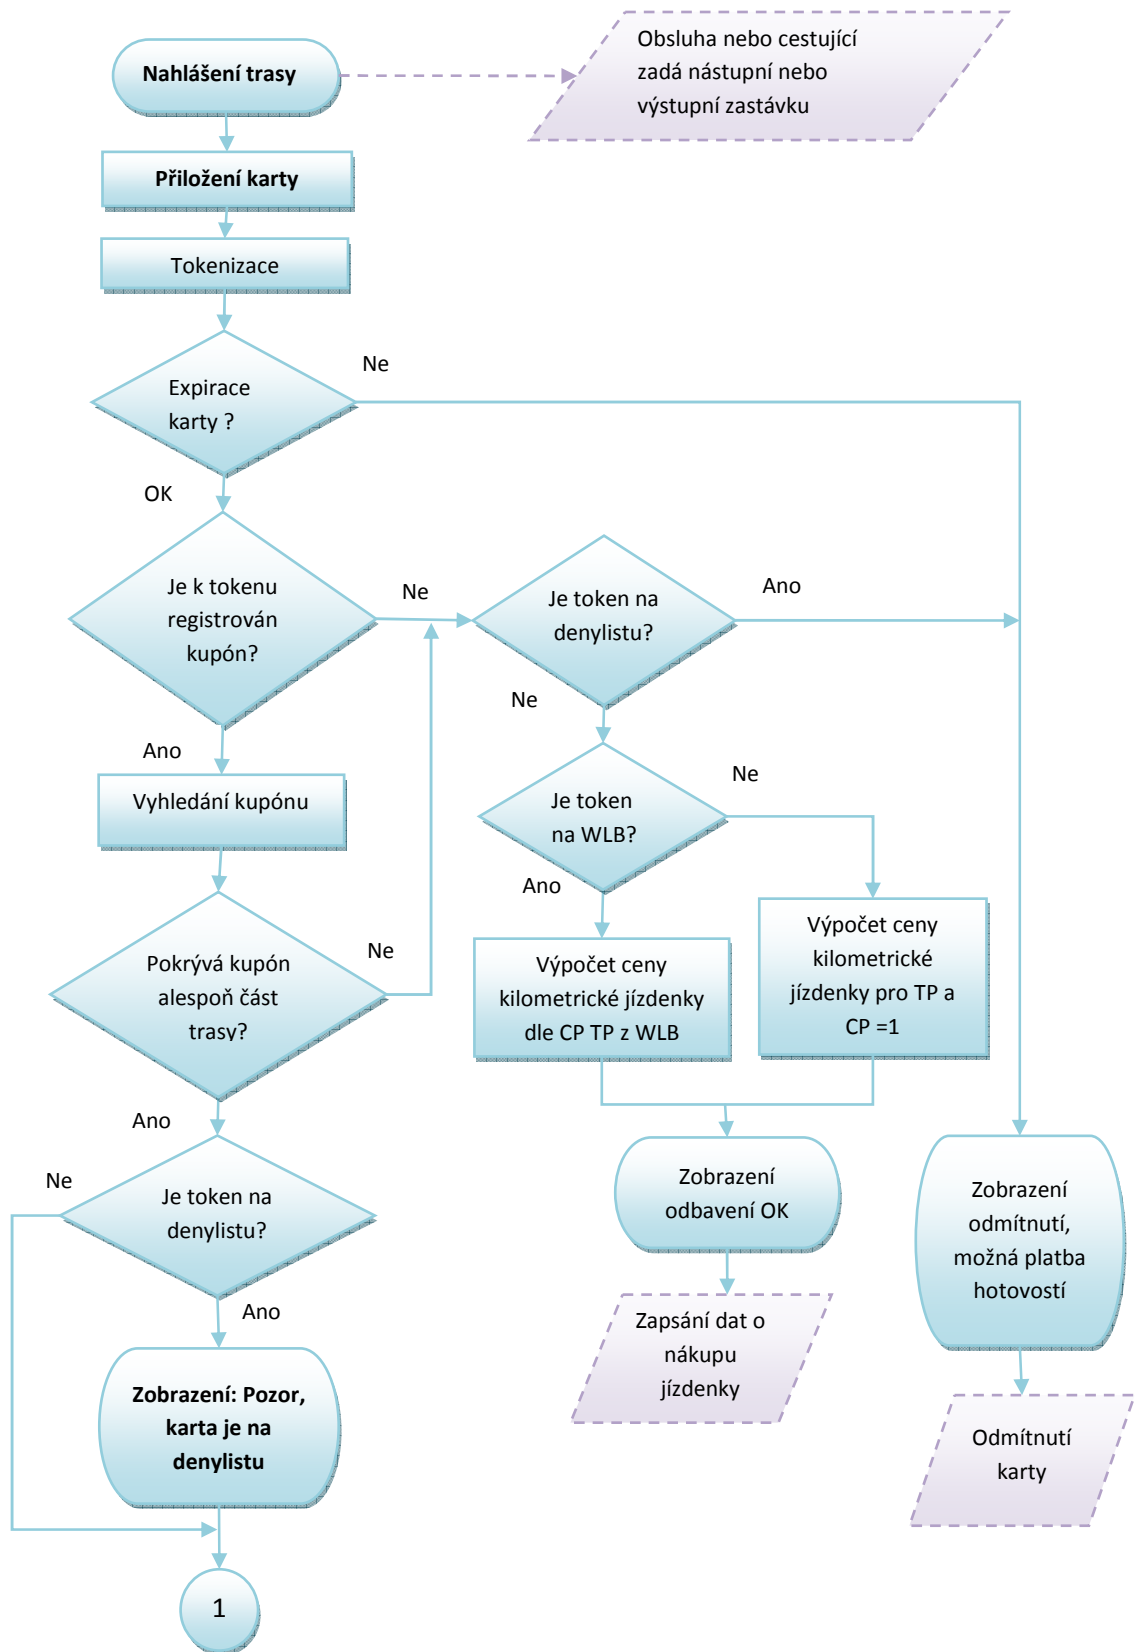 Nahlášení trasy
Obsluha nebo cestující
zadá nástupní nebo
výstupní zastávku
Přiložení karty
Tokenizace
Expirace
karty ?
Ne
OK
Je k tokenu
registrován
kupón?
Ne
Je token na
denylistu?
Ano
Ne
Ano
Vyhledání kupónu
Je token
na WLB?
Ne
Ano
Pokrývá kupón
alespoň část
trasy?
Ne
Výpočet ceny
kilometrické jízdenky
dle CP TP z WLB
Výpočet ceny
kilometrické
jízdenky pro TP a
CP =1
Ano
Ne
Je token na
denylistu?
Zobrazení
odbavení OK
Zobrazení
odmítnutí,
možná platba
hotovostí
Ano
Zapsání dat o
nákupu
jízdenky
Zobrazení: Pozor,
karta je na
denylistu
Odmítnutí
karty
1